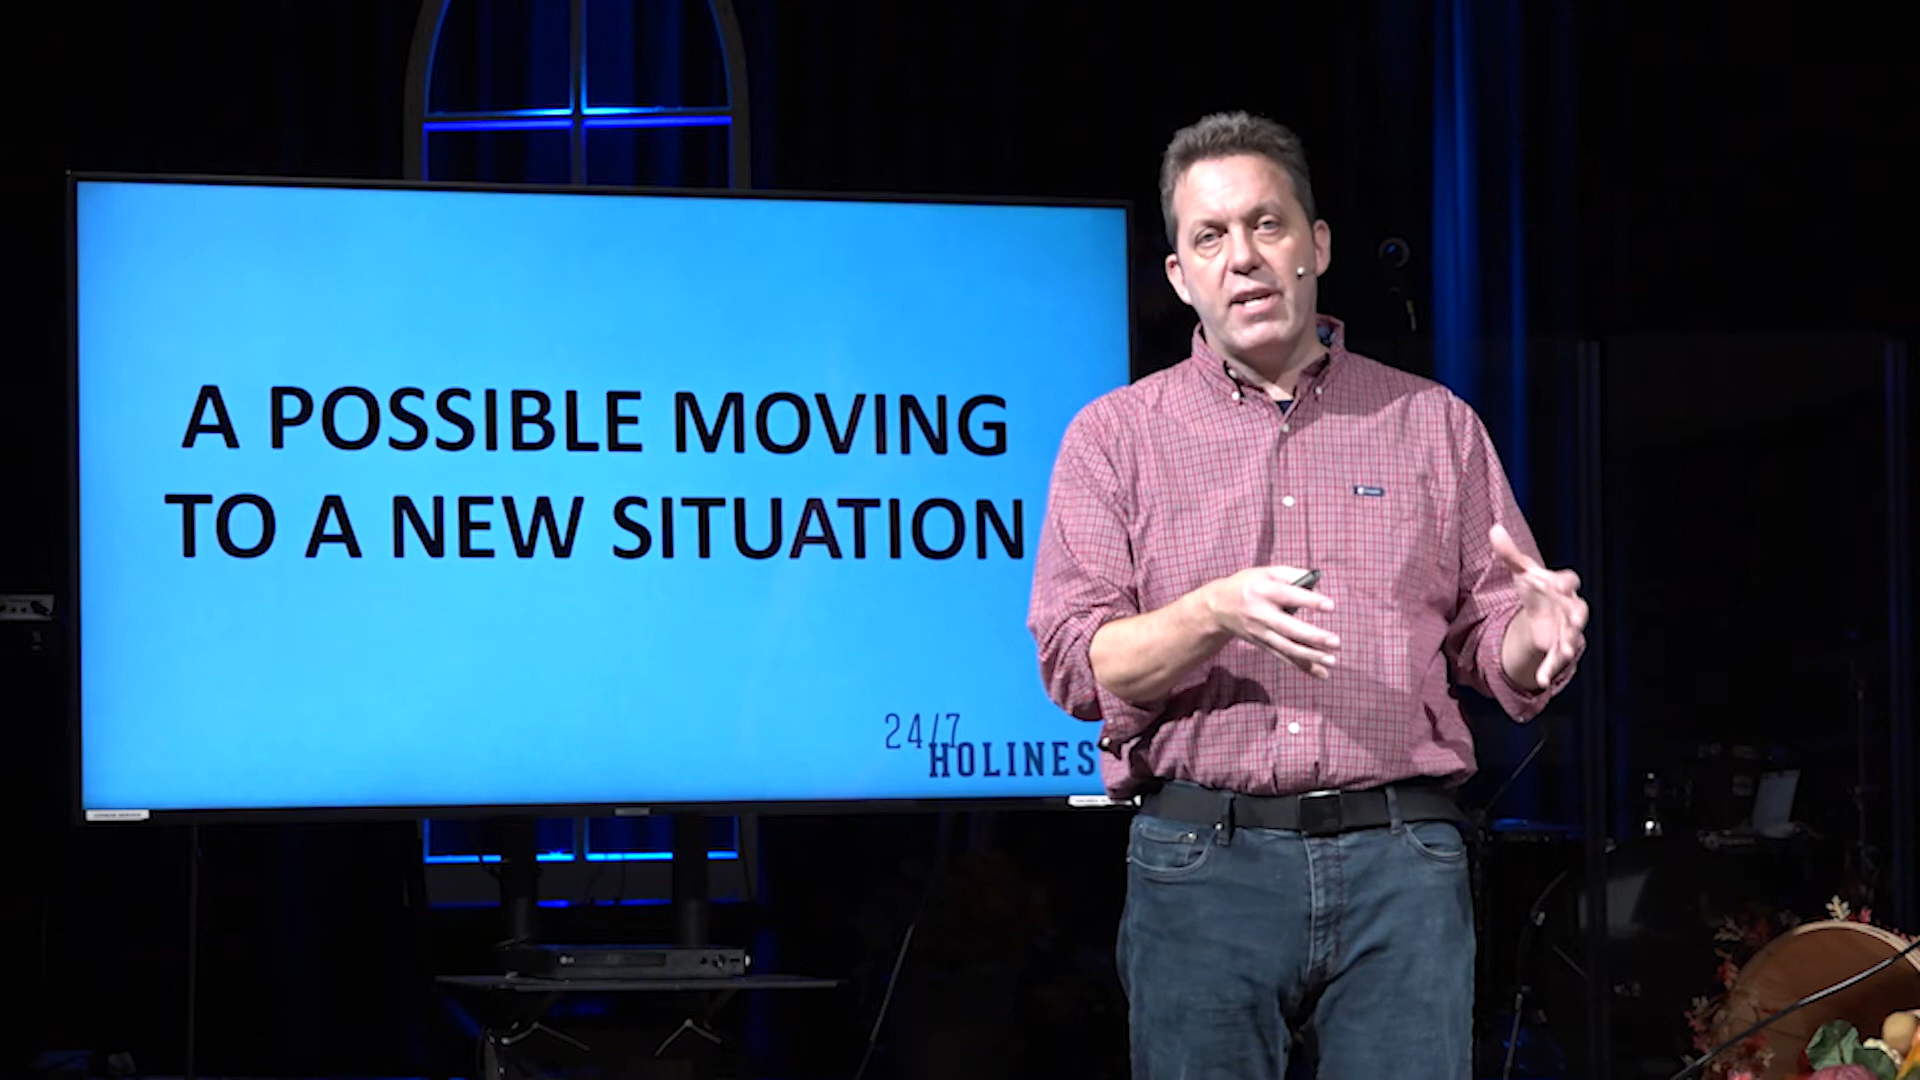 A POSSIBLE MOVING
TO A NEW SITUATION
24/7
HOLINES